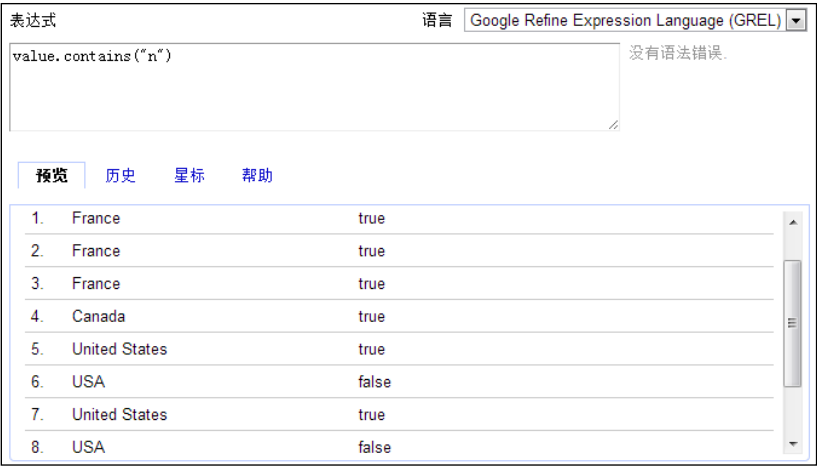 表达式 语言 Google Refine Expression Language (GREL)
value.contains("n") 没有语法错误.
预览 历史 星标 帮助
1. France true
2. France true
3. France true
4. Canada true
5. United States true
6. USA false
7. United States true
8. USA false